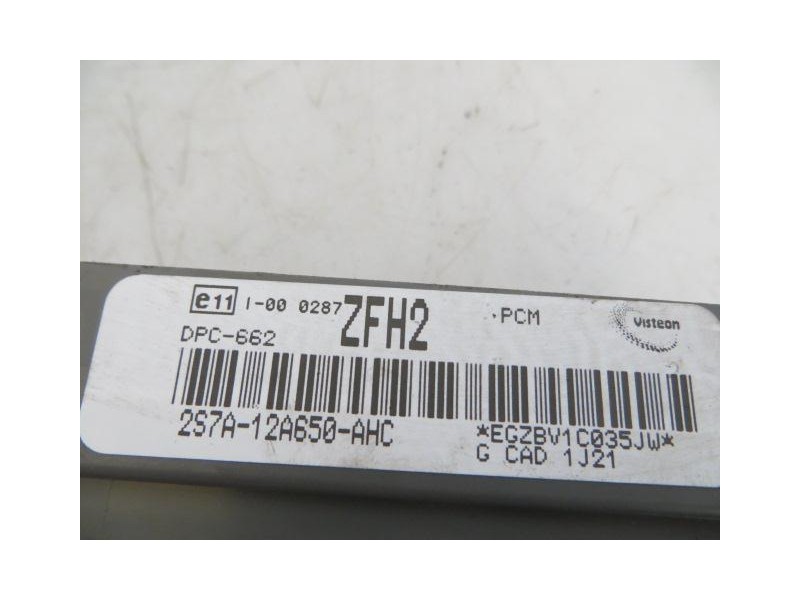 e11 I-00 0287 ZFH2 PCM Visteon
DPC-662
2S7A-12A650-AHC *EGZBV1C035JW*
G CAD 1J21